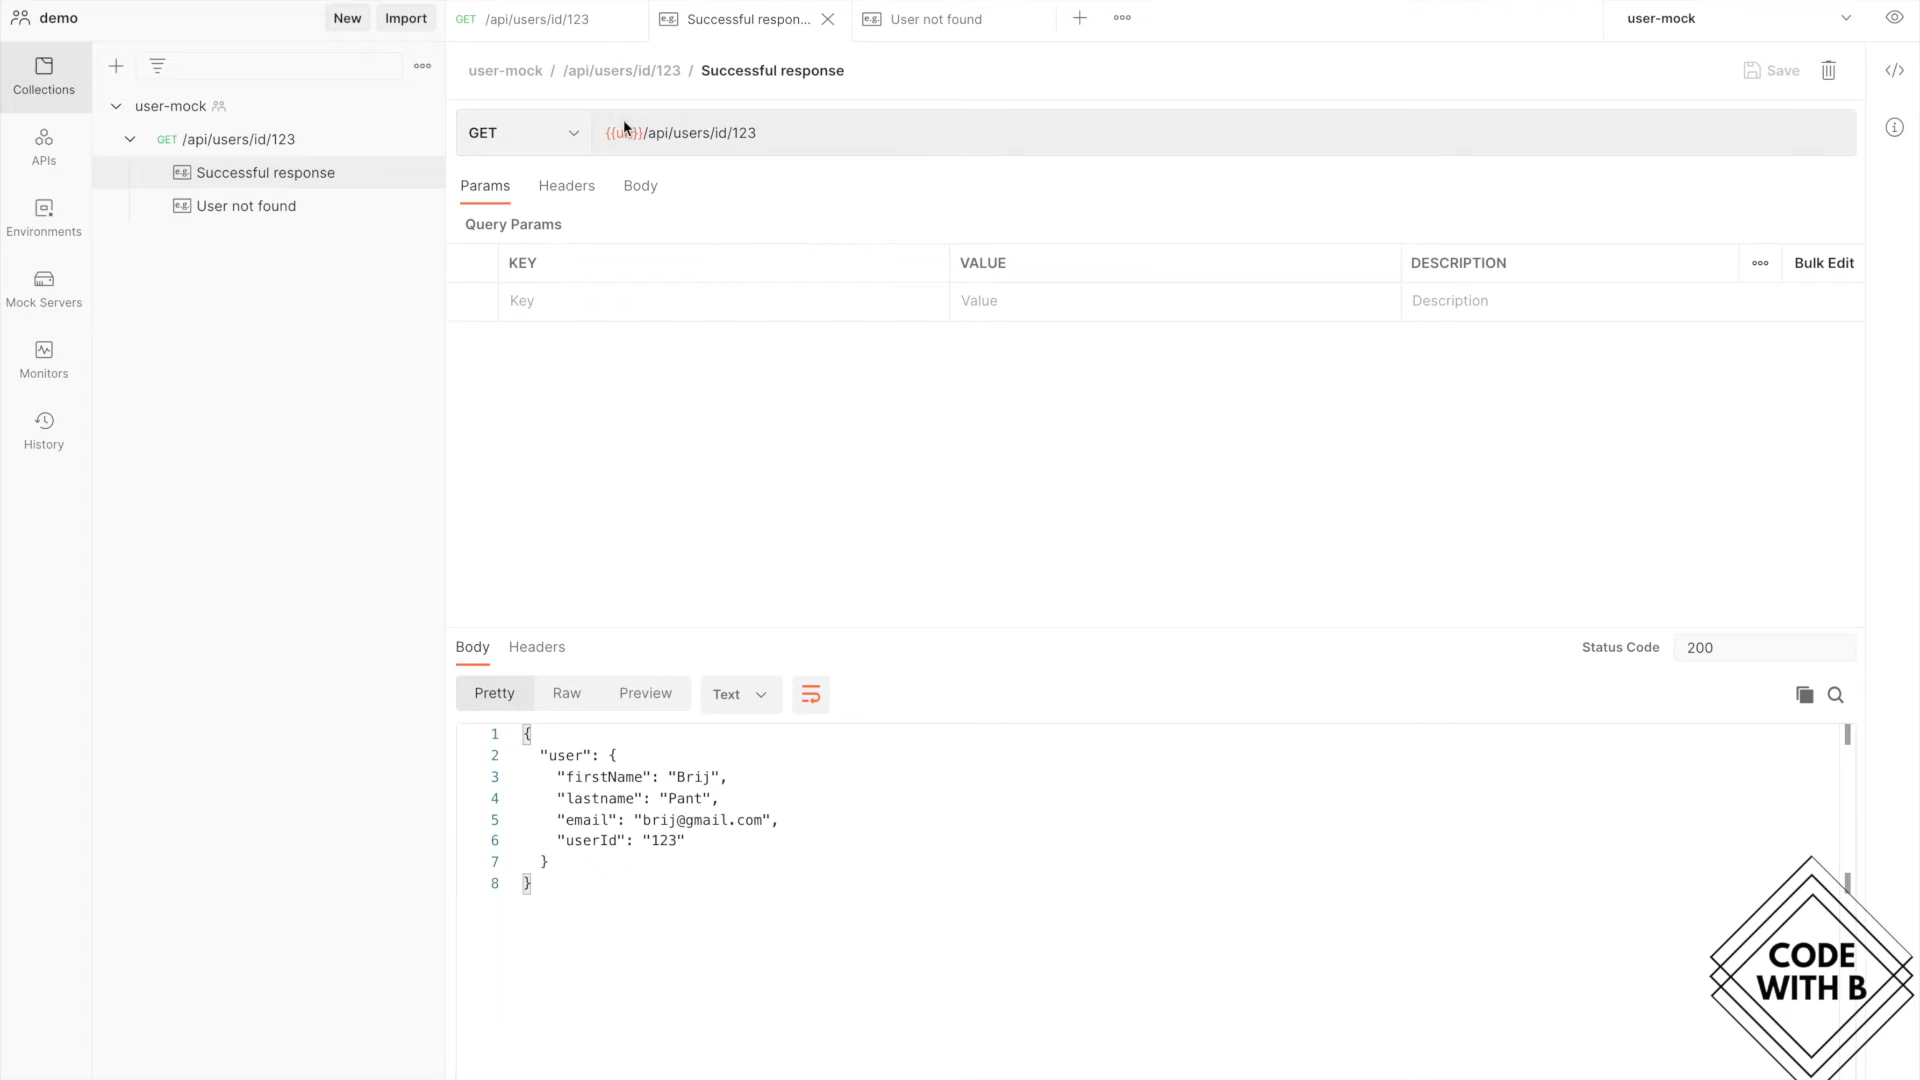 demo
New
Import
GET /api/users/id/123
e.g. Successful respon...
e.g. User not found
user-mock
Collections
APIs
Environments
Mock Servers
Monitors
History
user-mock
GET /api/users/id/123
e.g. Successful response
e.g. User not found
user-mock / /api/users/id/123 / Successful response
Save
GET
/api/users/id/123
Params Headers Body
Query Params
KEY VALUE DESCRIPTION Bulk Edit
Key Value Description
Body Headers
Status Code 200
Pretty Raw Preview Text
1 {
2 "user": {
3 "firstName": "Brij",
4 "lastname": "Pant",
5 "email": "brij@gmail.com",
6 "userId": "123"
7 }
8 }
CODE
WITH B